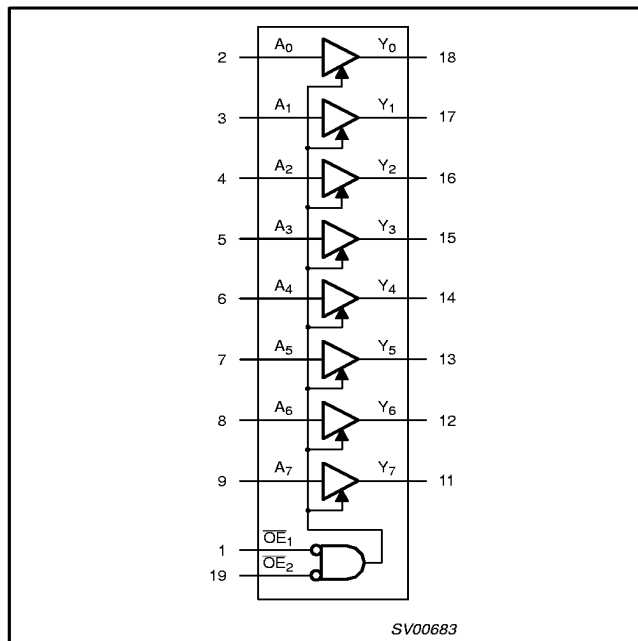 2 A0 Y0 18
3 A1 Y1 17
4 A2 Y2 16
5 A3 Y3 15
6 A4 Y4 14
7 A5 Y5 13
8 A6 Y6 12
9 A7 Y7 11
1 OE1
19 OE2
SV00683